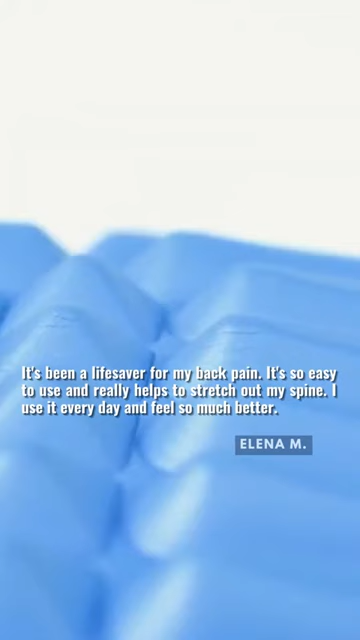 It's been a lifesaver for my back pain. It's so easy
to use and really helps to stretch out my spine. I
use it every day and feel so much better.
ELENA M.